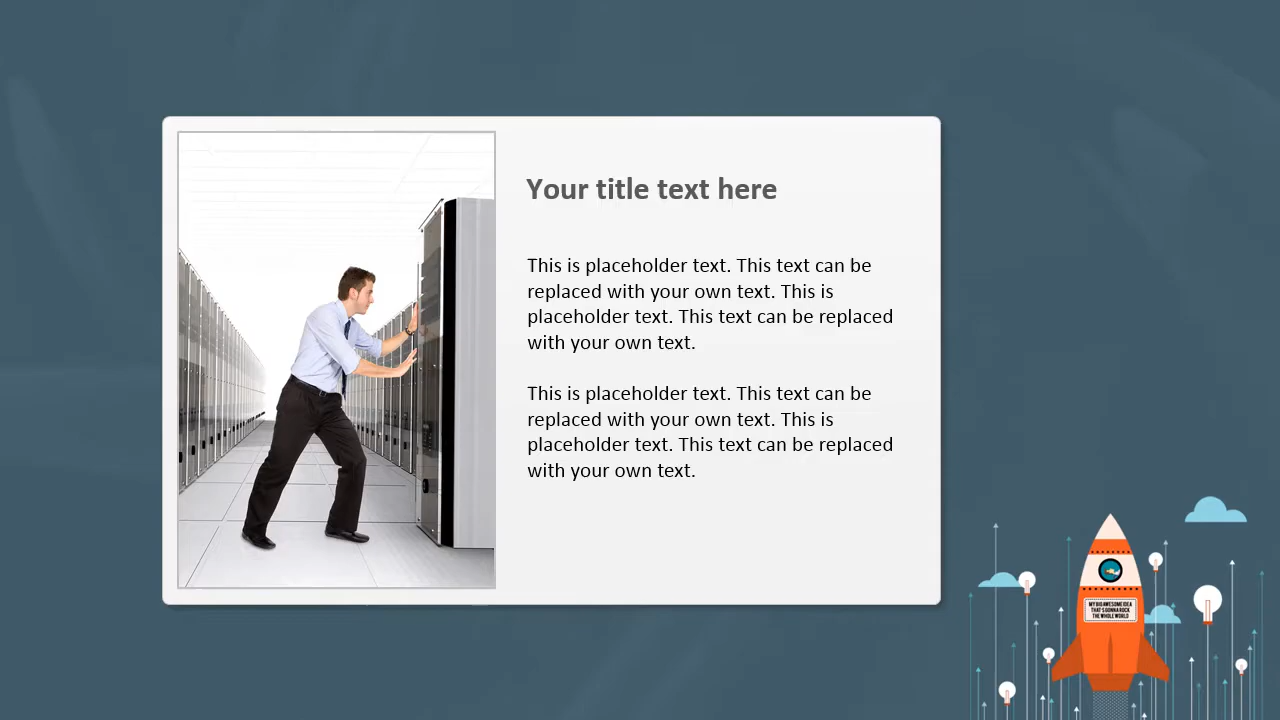 Your title text here
This is placeholder text. This text can be
replaced with your own text. This is
placeholder text. This text can be replaced
with your own text.
This is placeholder text. This text can be
replaced with your own text. This is
placeholder text. This text can be replaced
with your own text.
MY BIG AWESOME IDEA
THAT'S GONNA ROCK
THE WHOLE WORLD